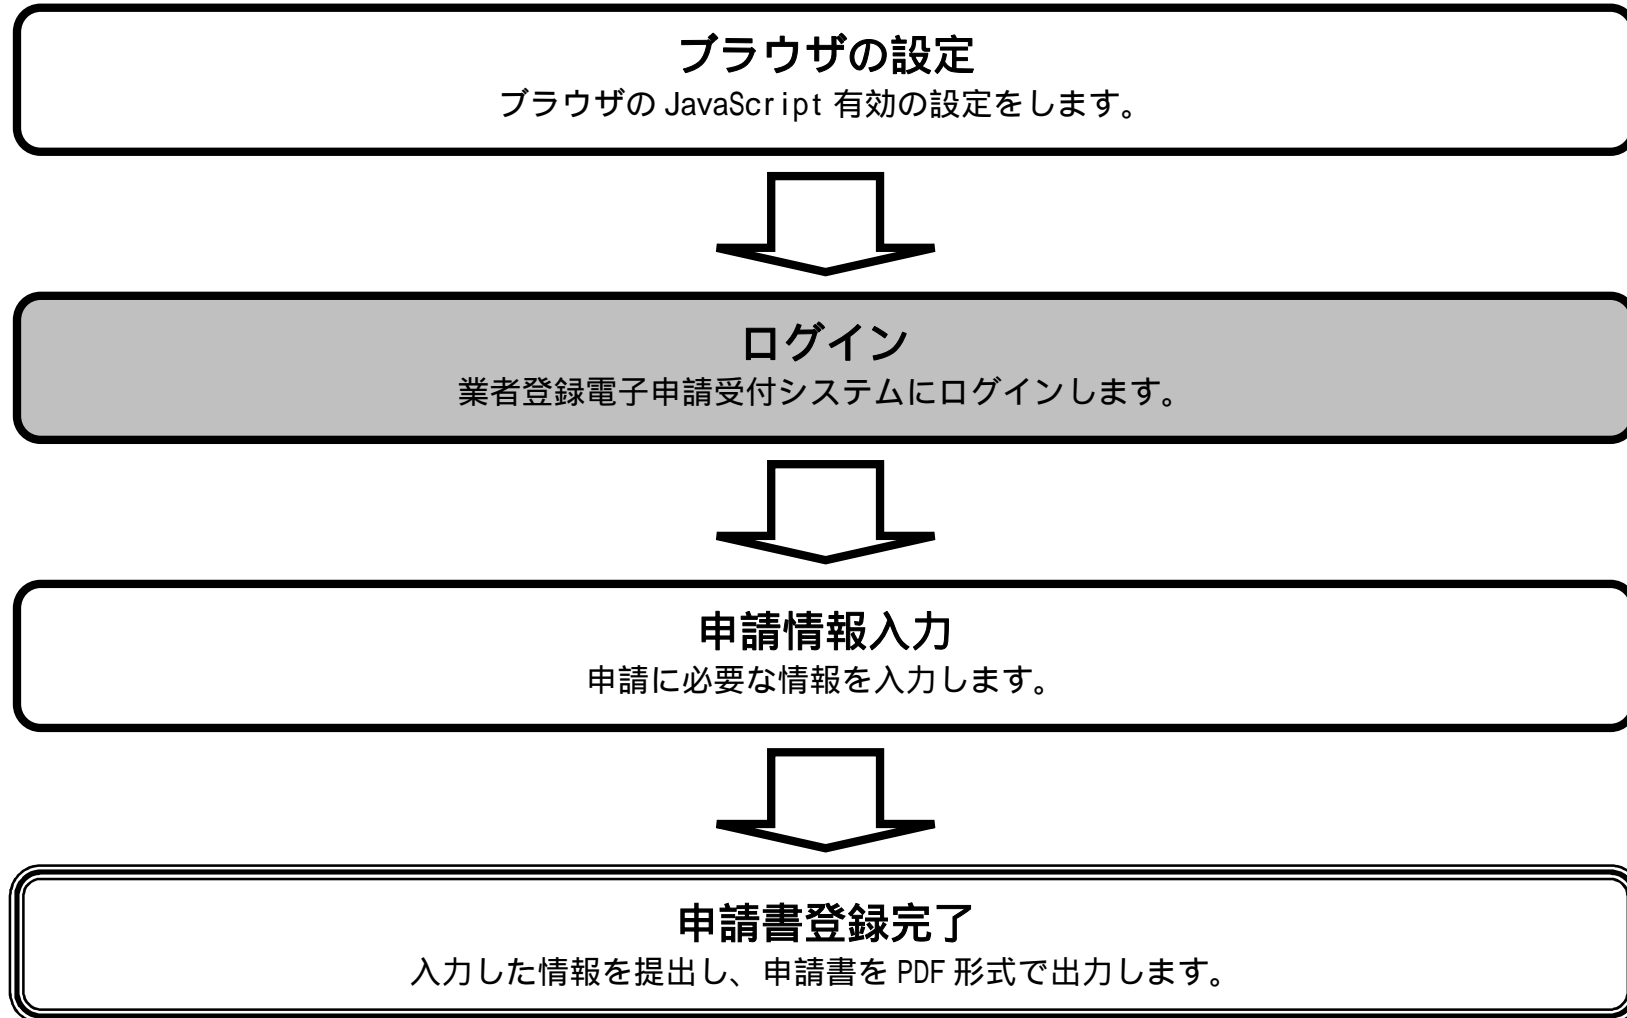 ブラウザの設定
ブラウザの JavaScript 有効の設定をします。
ログイン
業者登録電子申請受付システムにログインします。
申請情報入力
申請に必要な情報を入力します。
申請書登録完了
入力した情報を提出し、申請書を PDF 形式で出力します。